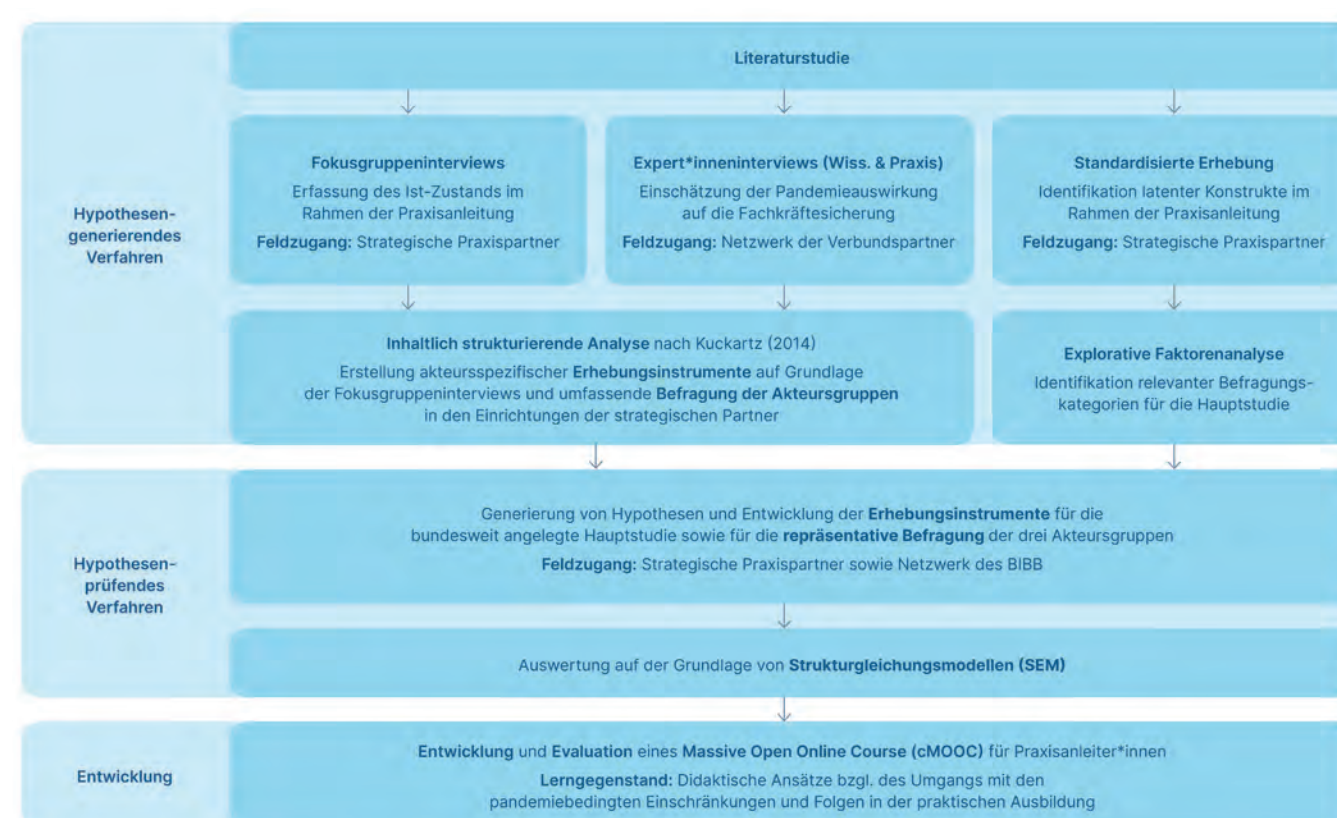 Literaturstudie
Hypothesen-
generierendes
Verfahren
Fokusgruppeninterviews
Erfassung des Ist-Zustands im
Rahmen der Praxisanleitung
Feldzugang: Strategische Praxispartner
Expert*inneninterviews (Wiss. & Praxis)
Einschätzung der Pandemieauswirkung
auf die Fachkräftesicherung
Feldzugang: Netzwerk der Verbundspartner
Standardisierte Erhebung
Identifikation latenter Konstrukte im
Rahmen der Praxisanleitung
Feldzugang: Strategische Praxispartner
Inhaltlich strukturierende Analyse nach Kuckartz (2014)
Erstellung akteursspezifischer Erhebungsinstrumente auf Grundlage
der Fokusgruppeninterviews und umfassende Befragung der Akteursgruppen
in den Einrichtungen der strategischen Partner
Explorative Faktorenanalyse
Identifikation relevanter Befragungs-
kategorien für die Hauptstudie
Hypothesen-
prüfendes
Verfahren
Generierung von Hypothesen und Entwicklung der Erhebungsinstrumente für die
bundesweit angelegte Hauptstudie sowie für die repräsentative Befragung der drei Akteursgruppen
Feldzugang: Strategische Praxispartner sowie Netzwerk des BIBB
Auswertung auf der Grundlage von Strukturgleichungsmodellen (SEM)
Entwicklung
Entwicklung und Evaluation eines Massive Open Online Course (cMOOC) für Praxisanleiter*innen
Lerngegenstand: Didaktische Ansätze bzgl. des Umgangs mit den
pandemiebedingten Einschränkungen und Folgen in der praktischen Ausbildung